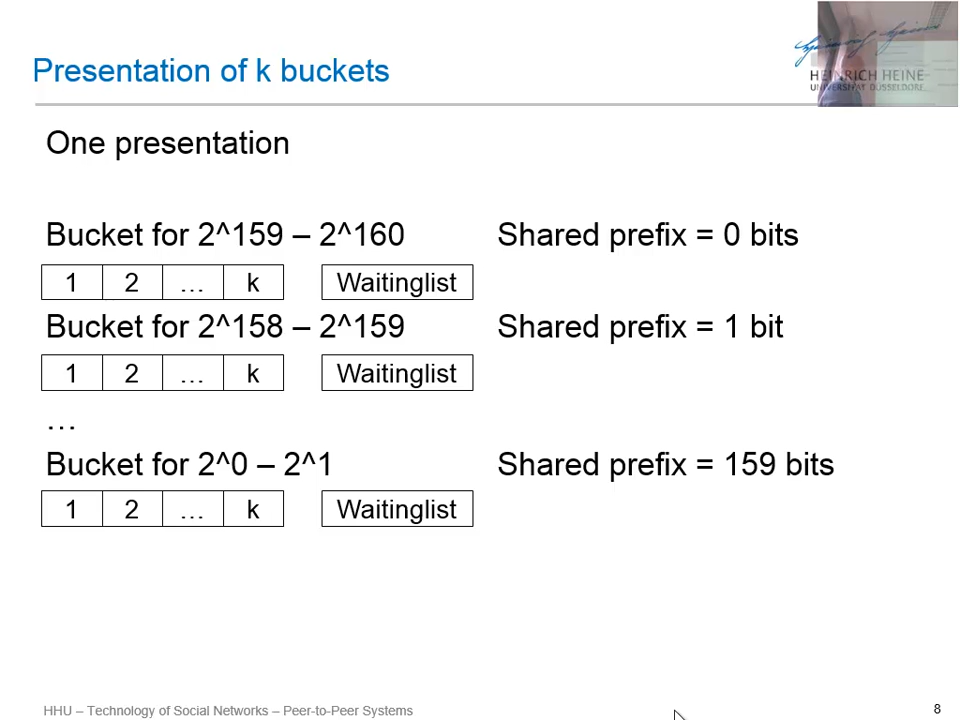 Presentation of k buckets
HEINRICH HEINE
UNIVERSITÄT DÜSSELDORF
One presentation
Bucket for 2^159 – 2^160 Shared prefix = 0 bits
1 2 … k Waitinglist
Bucket for 2^158 – 2^159 Shared prefix = 1 bit
1 2 … k Waitinglist
…
Bucket for 2^0 – 2^1 Shared prefix = 159 bits
1 2 … k Waitinglist
HHU – Technology of Social Networks – Peer-to-Peer Systems 8